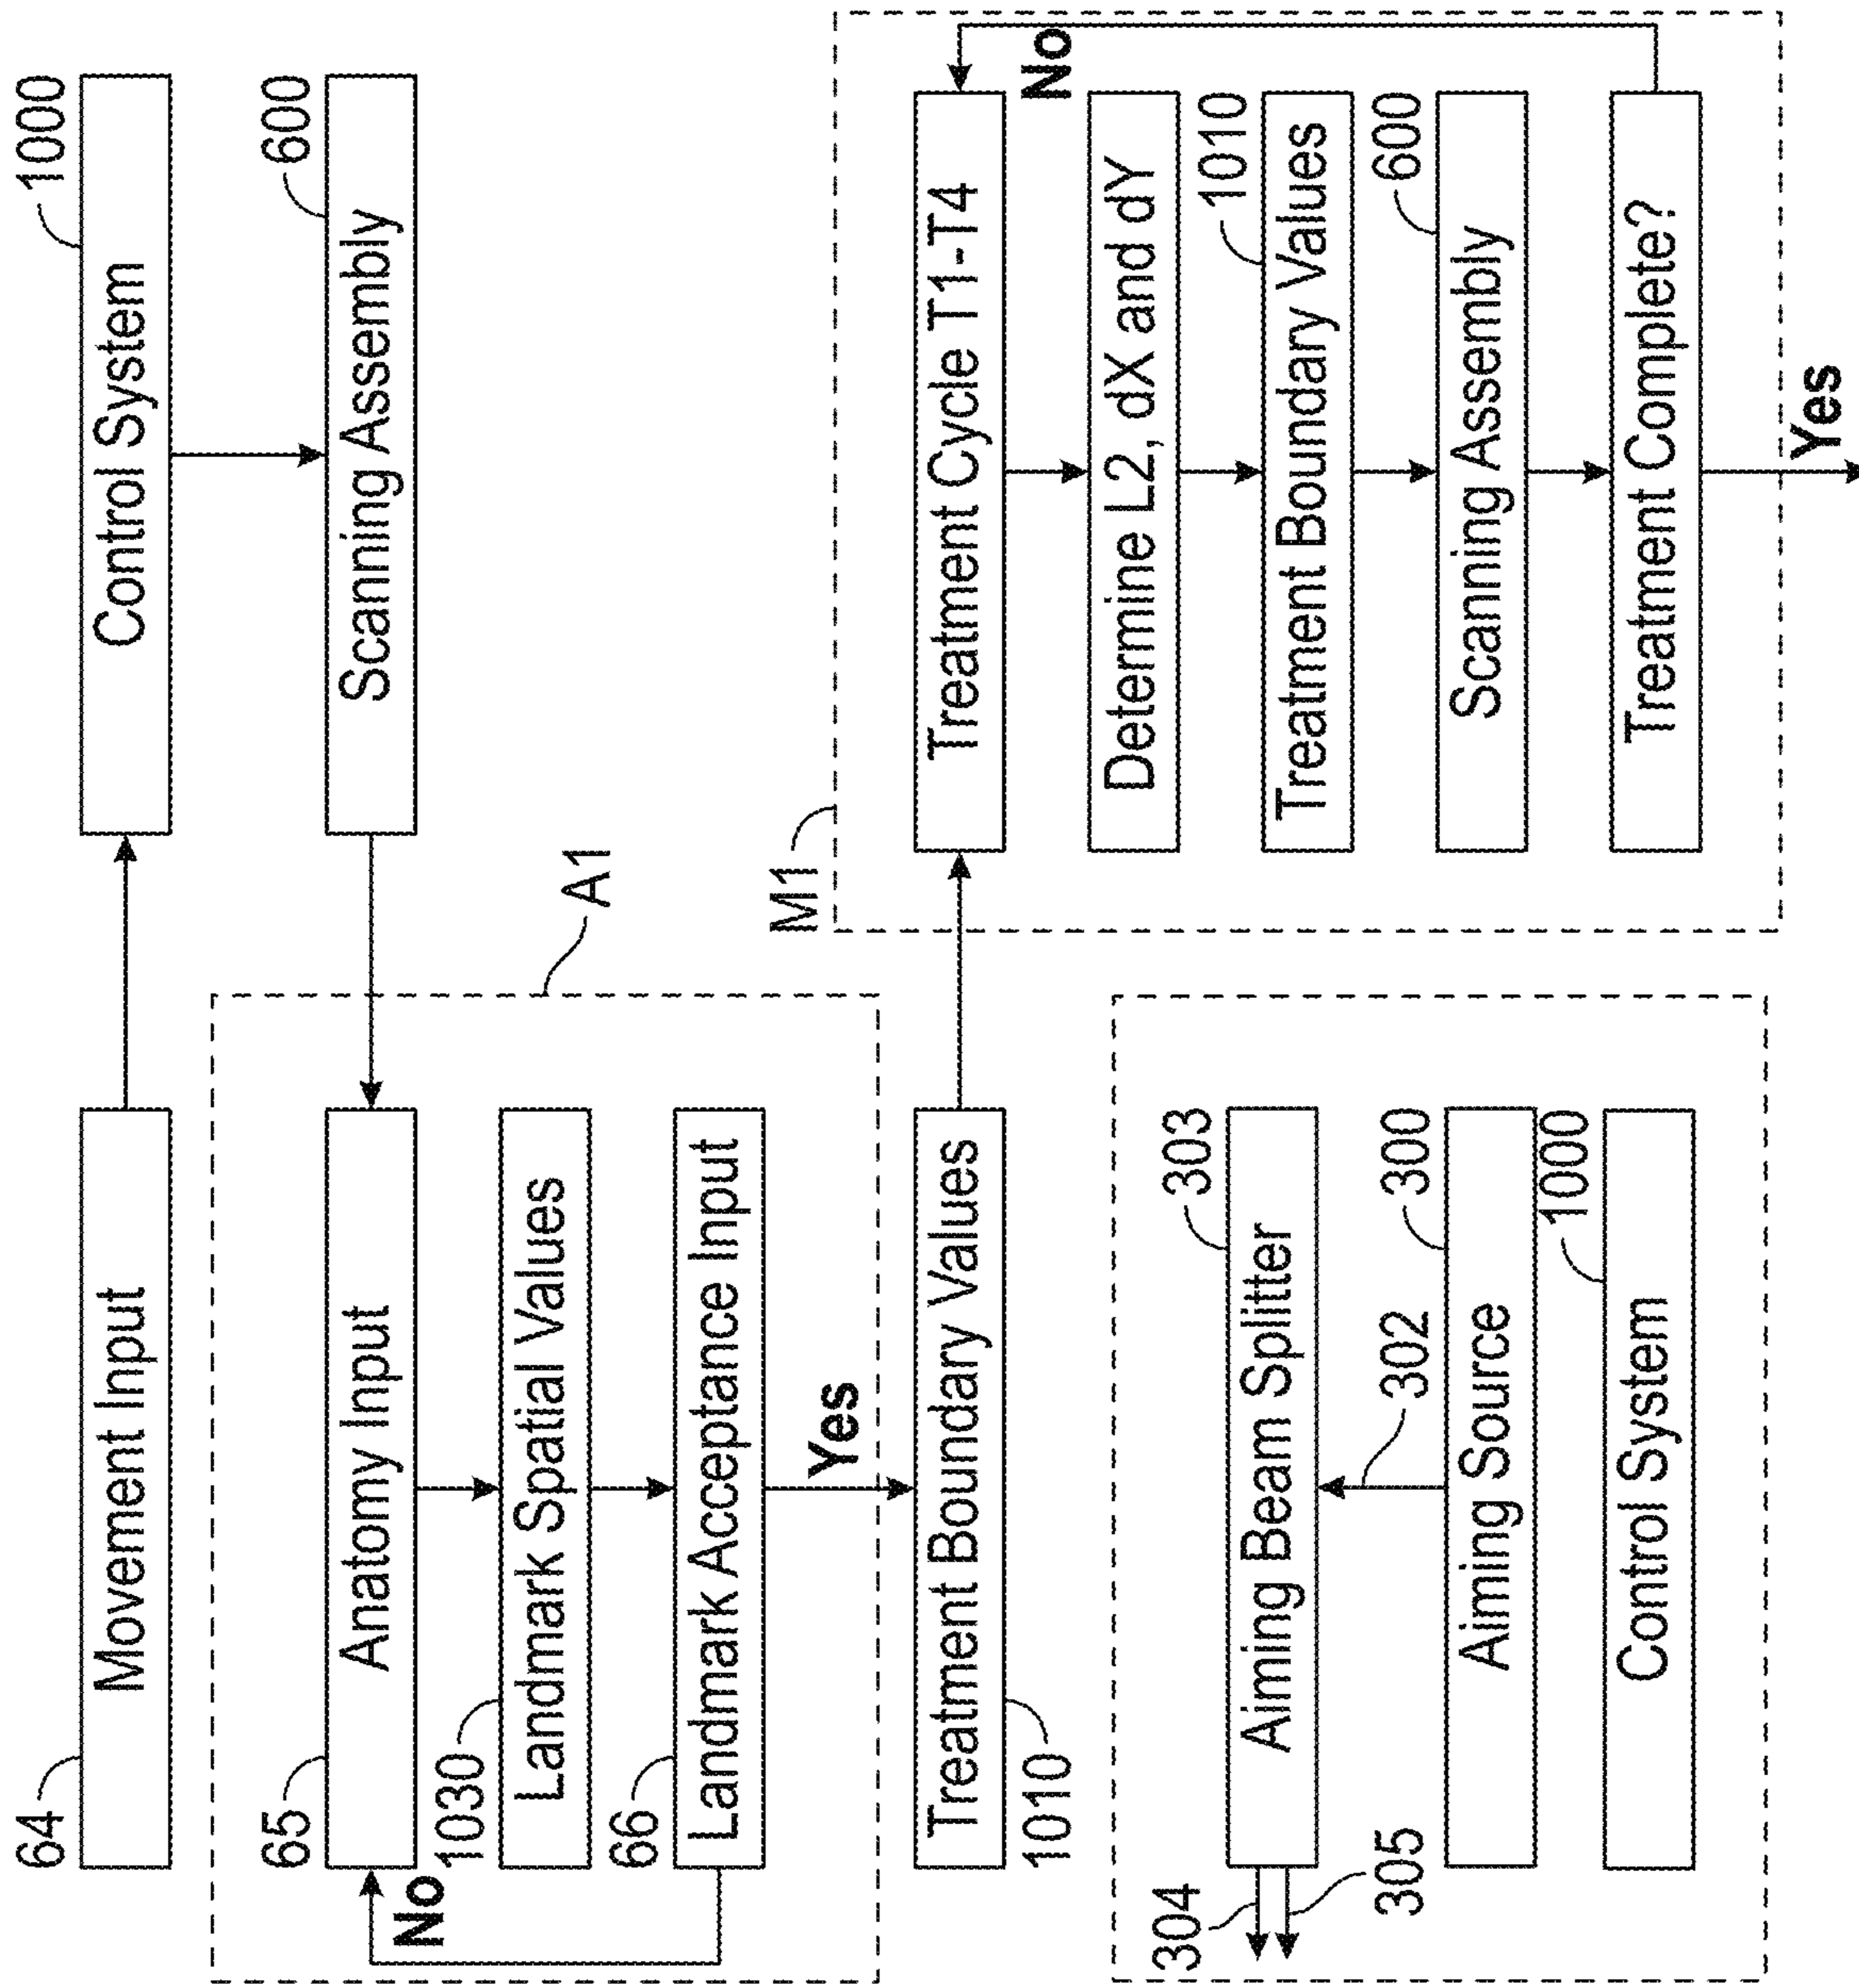 64
Movement Input
Control System
1000
65
Anatomy Input
Scanning Assembly
600
No
1030
Landmark Spatial Values
A1
66
Landmark Acceptance Input
Yes
Treatment Boundary Values
1010
M1
Treatment Cycle T1-T4
No
Determine L2, dX and dY
Treatment Boundary Values
1010
Scanning Assembly
600
Treatment Complete?
Yes
304
305
Aiming Beam Splitter
303
302
Aiming Source
300
Control System
1000